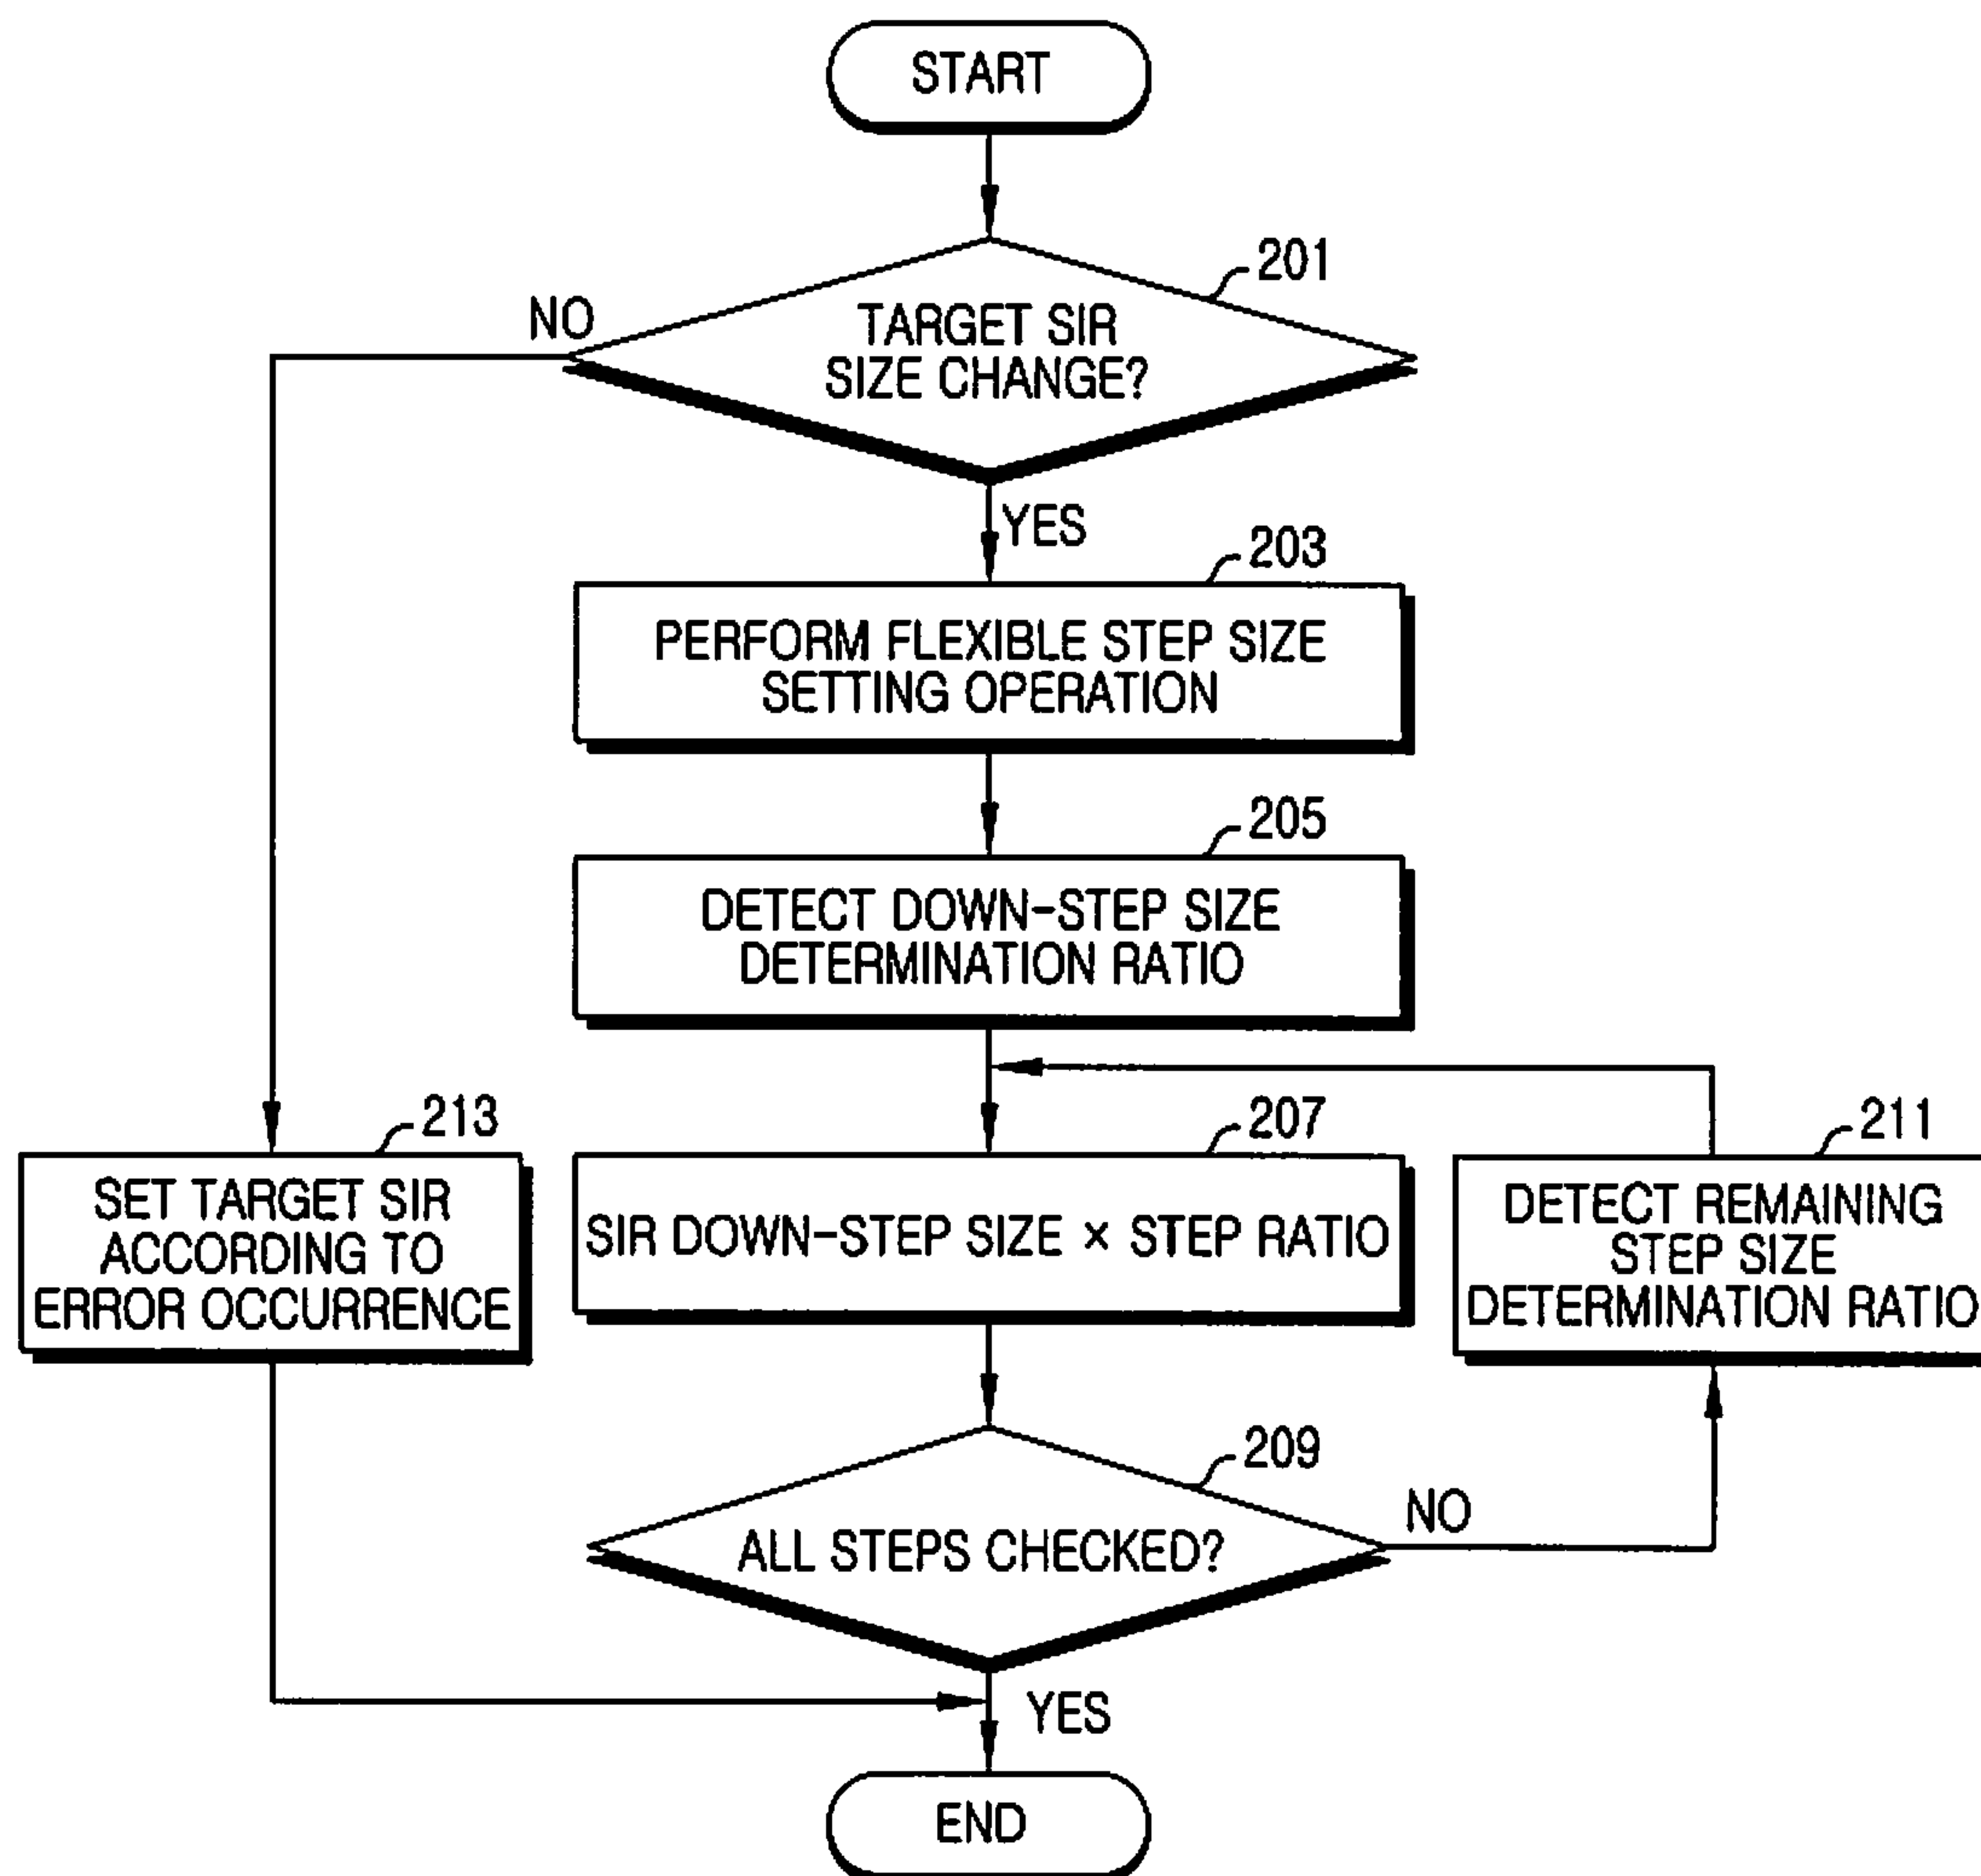 START
201
TARGET SIR
SIZE CHANGE?
NO
YES
203
PERFORM FLEXIBLE STEP SIZE
SETTING OPERATION
205
DETECT DOWN-STEP SIZE
DETERMINATION RATIO
213
SET TARGET SIR
ACCORDING TO
ERROR OCCURRENCE
207
SIR DOWN-STEP SIZE × STEP RATIO
211
DETECT REMAINING
STEP SIZE
DETERMINATION RATIO
209
ALL STEPS CHECKED?
NO
YES
END